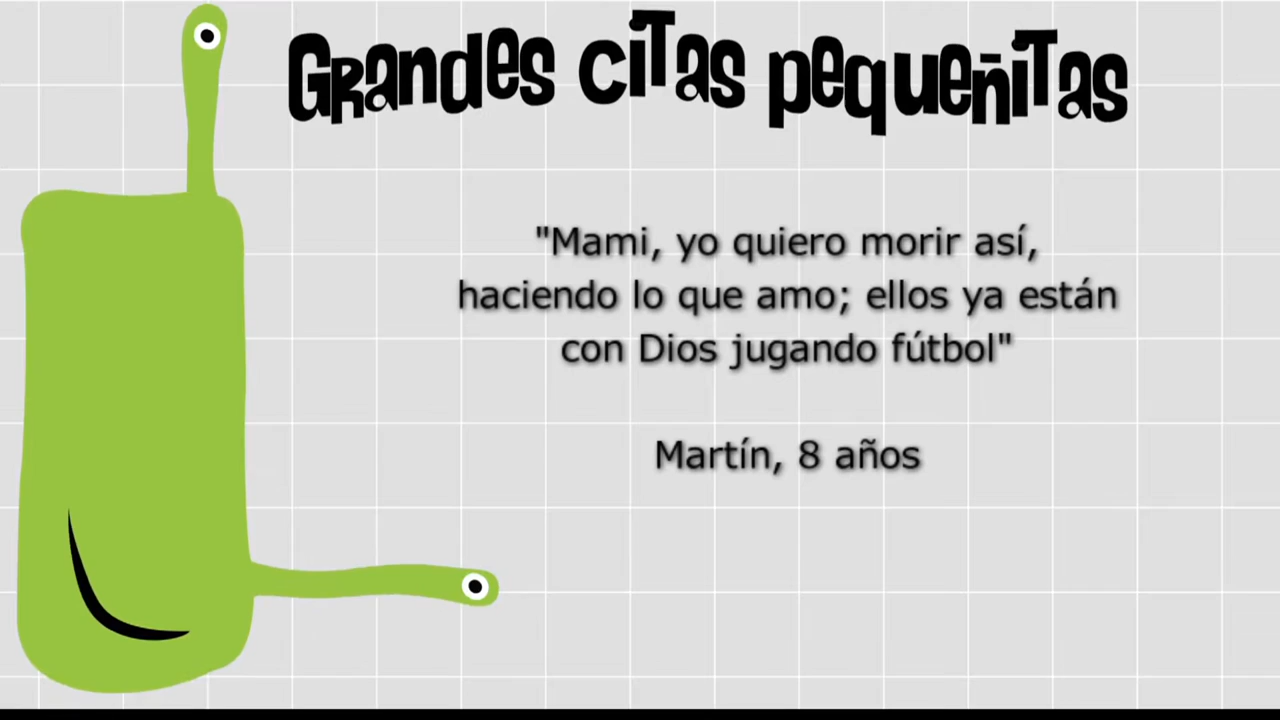 Grandes citas pequeñitas
"Mami, yo quiero morir así,
haciendo lo que amo; ellos ya están
con Dios jugando fútbol"
Martín, 8 años